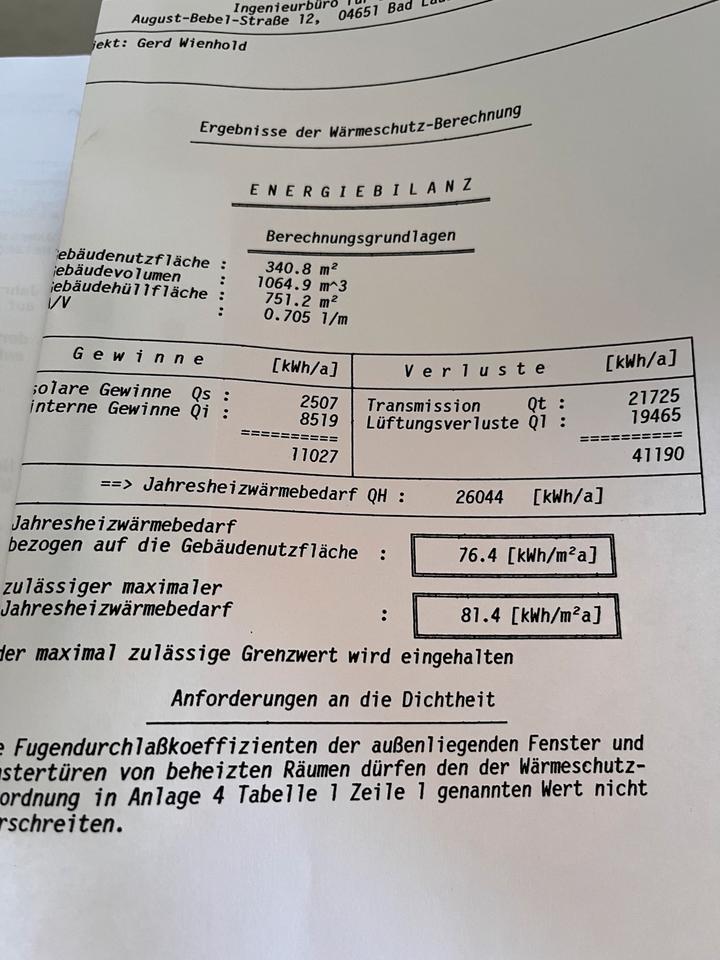 Ingenieurbüro für
August-Bebel-Straße 12, 04651 Bad
jekt: Gerd Wienhold
Ergebnisse der Wärmeschutz-Berechnung
E N E R G I E B I L A N Z
Berechnungsgrundlagen
ebäudenutzfläche : 340.8 m²
ebäudevolumen : 1064.9 m^3
ebäudehüllfläche : 751.2 m²
/V : 0.705 1/m
G e w i n n e [kWh/a] V e r l u s t e [kWh/a]
solare Gewinne Qs : 2507 Transmission Qt : 21725
interne Gewinne Qi : 8519 Lüftungsverluste Ql : 19465
========== ==========
11027 41190
==> Jahresheizwärmebedarf QH : 26044 [kWh/a]
Jahresheizwärmebedarf
bezogen auf die Gebäudenutzfläche : 76.4 [kWh/m²a]
zulässiger maximaler
Jahresheizwärmebedarf : 81.4 [kWh/m²a]
der maximal zulässige Grenzwert wird eingehalten
Anforderungen an die Dichtheit
e Fugendurchlaßkoeffizienten der außenliegenden Fenster und
nstertüren von beheizten Räumen dürfen den der Wärmeschutz-
ordnung in Anlage 4 Tabelle 1 Zeile 1 genannten Wert nicht
rschreiten.